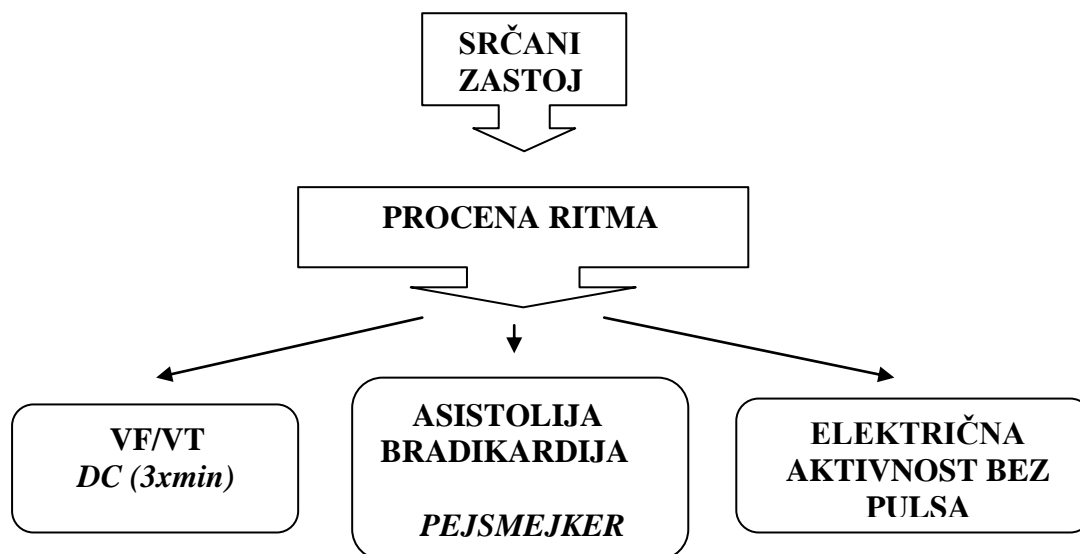 SRČANI
ZASTOJ
PROCENA RITMA
VF/VT
DC (3xmin)
ASISTOLIJA
BRADIKARDIJA
PEJSMEJKER
ELEKTRIČNA
AKTIVNOST BEZ
PULSA